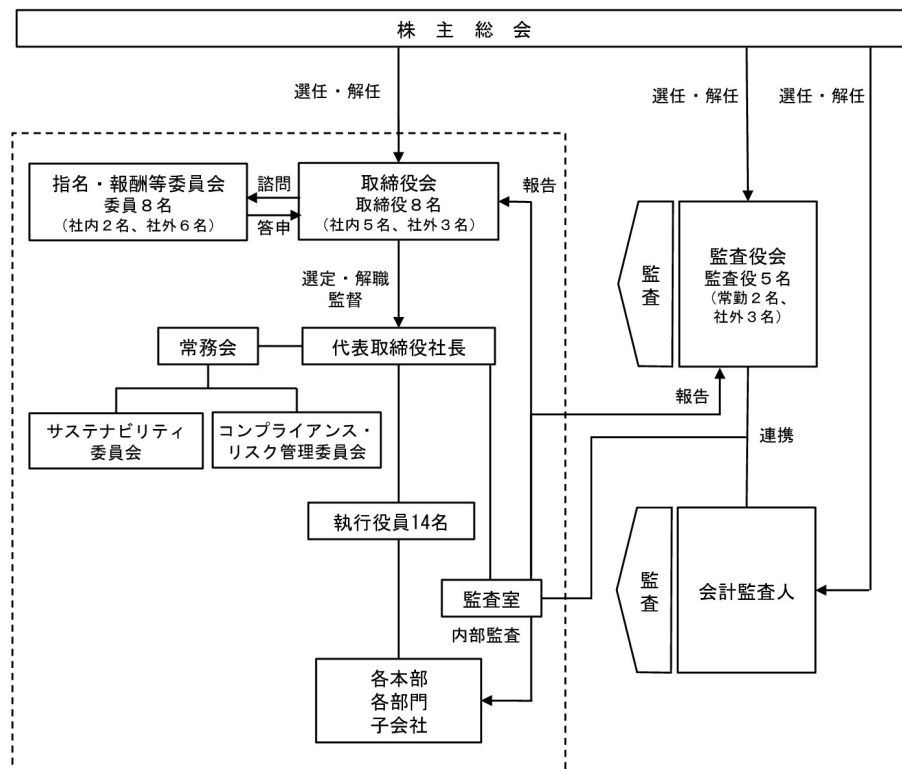 株 主 総 会
選任・解任
選任・解任
選任・解任
指名・報酬等委員会
委員8名
（社内2名、社外6名）
諮問
答申
取締役会
取締役8名
（社内5名、社外3名）
報告
監査
監査役会
監査役5名
（常勤2名、
社外3名）
選定・解職
監督
常務会
代表取締役社長
報告
サステナビリティ
委員会
コンプライアンス・
リスク管理委員会
連携
執行役員14名
監査室
監査
会計監査人
内部監査
各本部
各部門
子会社